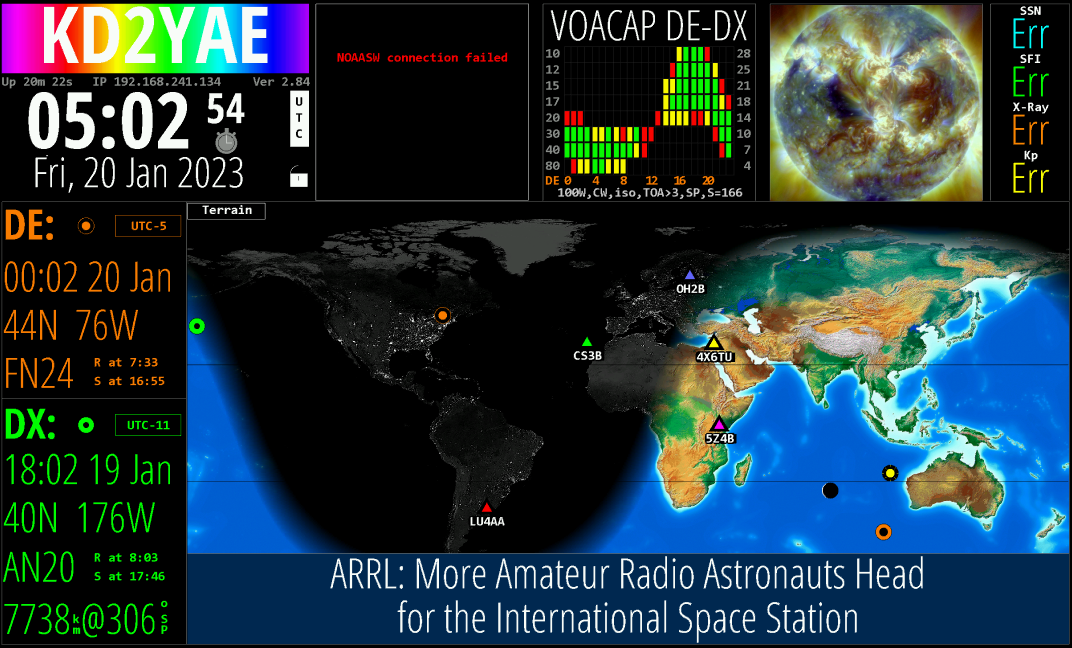 KD2YAE
Up 20m 22s IP 192.168.241.134 Ver 2.84
05:02 54
UTC
Fri, 20 Jan 2023
NOAASW connection failed
VOACAP DE-DX
10 28
12 25
15 21
17 18
20 14
30 10
40 7
80 4
DE 0 4 8 12 16 20
100W,CW,iso,TOA>3,SP,S=166
SSN
Err
SFI
Err
X-Ray
Err
Kp
Err
DE: UTC-5
00:02 20 Jan
44N 76W
FN24 R at 7:33
S at 16:55
DX: UTC-11
18:02 19 Jan
40N 176W
AN20 R at 8:03
S at 17:46
7738km@306°SP
Terrain
OH2B
CS3B
4X6TU
5Z4B
LU4AA
ARRL: More Amateur Radio Astronauts Head
for the International Space Station